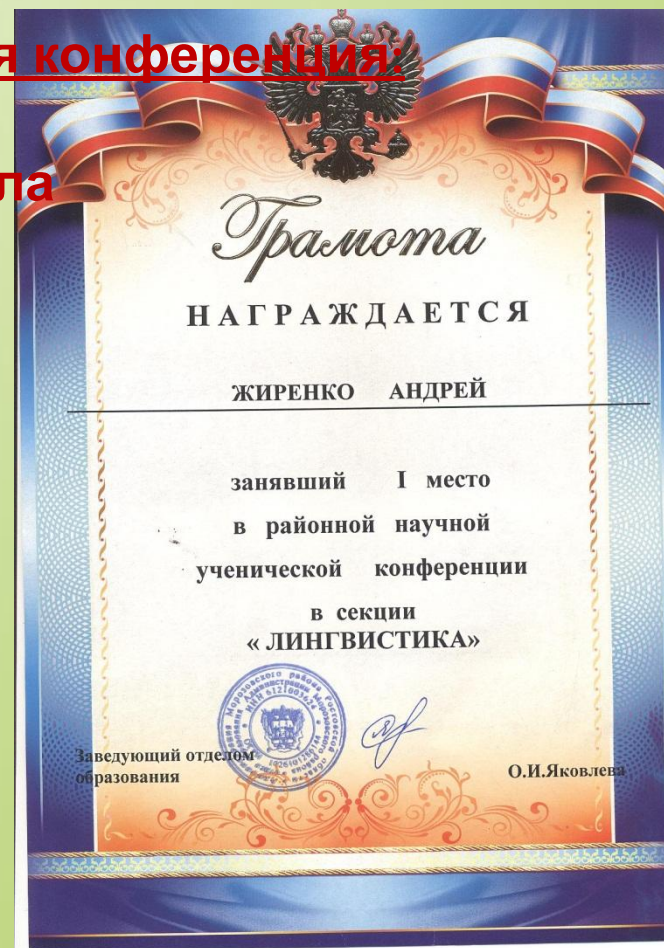 я конференция:
ла
Грамота
НАГРАЖДАЕТСЯ
ЖИРЕНКО АНДРЕЙ
занявший I место
в районной научной
ученической конференции
в секции
« ЛИНГВИСТИКА»
Заведующий отделом
образования
О.И.Яковлева